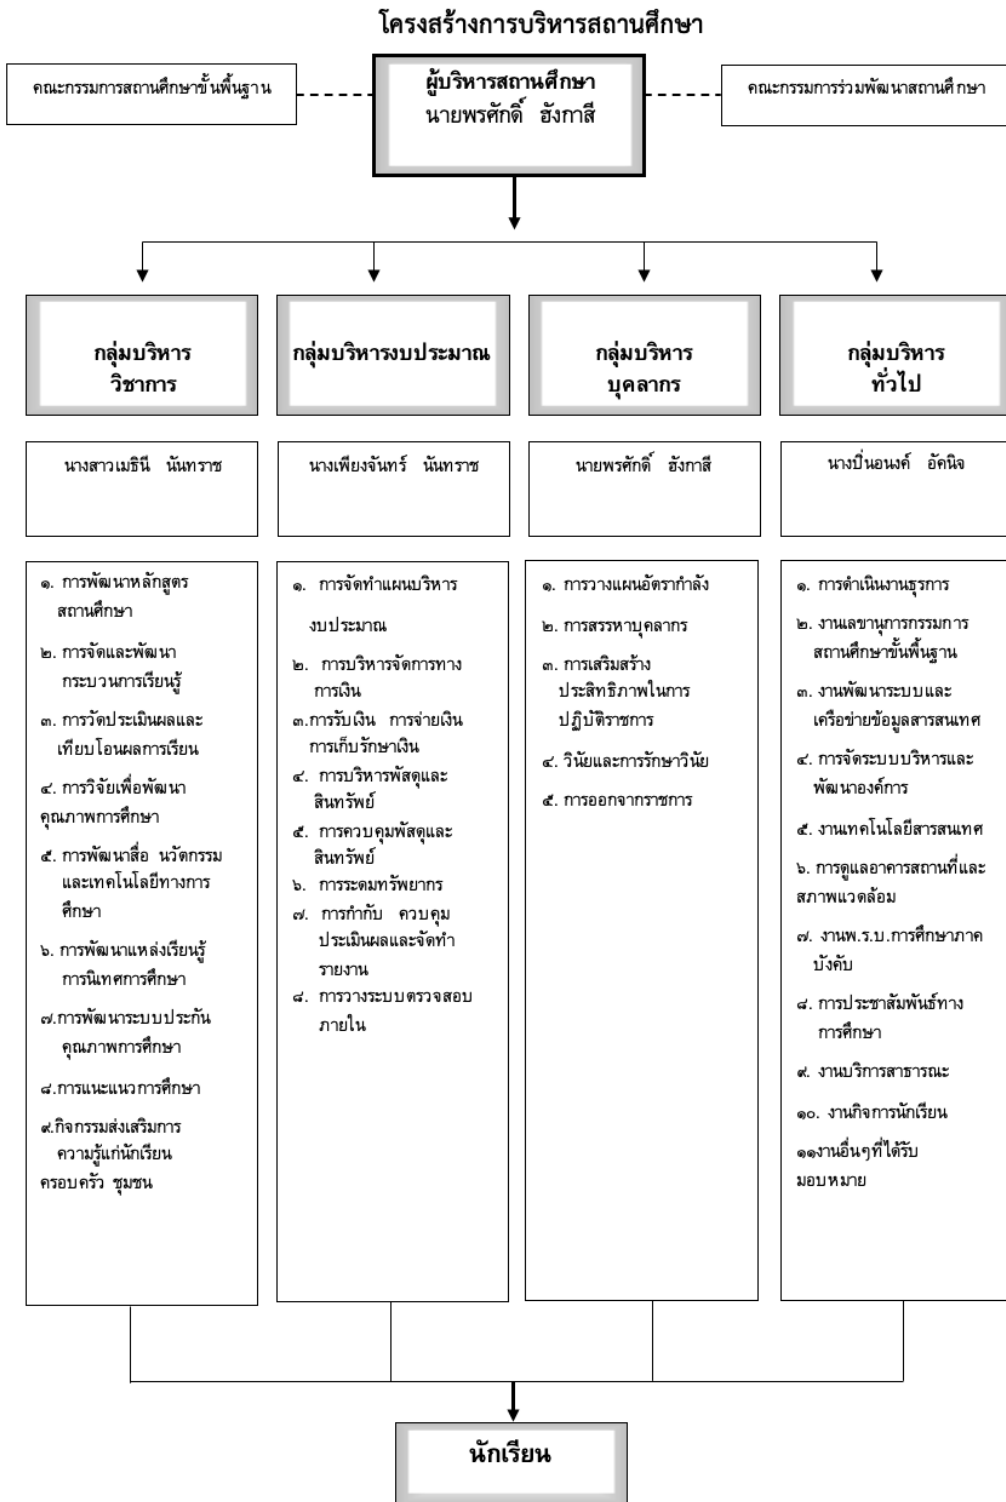 โครงสร้างการบริหารสถานศึกษา
คณะกรรมการสถานศึกษาขั้นพื้นฐาน
ผู้บริหารสถานศึกษา
นายพรศักดิ์ ฮังกาสี
คณะกรรมการร่วมพัฒนาสถานศึกษา
กลุ่มบริหาร
วิชาการ
กลุ่มบริหารงบประมาณ
กลุ่มบริหาร
บุคลากร
กลุ่มบริหาร
ทั่วไป
นางสาวเมธินี นันทราช
นางเพียงจันทร์ นันทราช
นายพรศักดิ์ ฮังกาสี
นางปิ่นอนงค์ อัคนิจ
๑. การพัฒนาหลักสูตร
สถานศึกษา
๒. การจัดและพัฒนา
กระบวนการเรียนรู้
๓. การวัดประเมินผลและ
เทียบโอนผลการเรียน
๔. การวิจัยเพื่อพัฒนา
คุณภาพการศึกษา
๕. การพัฒนาสื่อ นวัตกรรม
และเทคโนโลยีทางการ
ศึกษา
๖. การพัฒนาแหล่งเรียนรู้
การนิเทศการศึกษา
๗.การพัฒนาระบบประกัน
คุณภาพการศึกษา
๘.การแนะแนวการศึกษา
๙.กิจกรรมส่งเสริมการ
ความรู้แก่นักเรียน
ครอบครัว ชุมชน
๑. การจัดทำแผนบริหาร
งบประมาณ
๒. การบริหารจัดการทาง
การเงิน
๓.การรับเงิน การจ่ายเงิน
การเก็บรักษาเงิน
๔. การบริหารพัสดุและ
สินทรัพย์
๕. การควบคุมพัสดุและ
สินทรัพย์
๖. การระดมทรัพยากร
๗. การกำกับ ควบคุม
ประเมินผลและจัดทำ
รายงาน
๘. การวางระบบตรวจสอบ
ภายใน
๑. การวางแผนอัตรากำลัง
๒. การสรรหาบุคลากร
๓. การเสริมสร้าง
ประสิทธิภาพในการ
ปฏิบัติราชการ
๔. วินัยและการรักษาวินัย
๕. การออกจากราชการ
๑. การดำเนินงานธุรการ
๒. งานเลขานุการกรรมการ
สถานศึกษาขั้นพื้นฐาน
๓. งานพัฒนาระบบและ
เครือข่ายข้อมูลสารสนเทศ
๔. การจัดระบบบริหารและ
พัฒนาองค์การ
๕. งานเทคโนโลยีสารสนเทศ
๖. การดูแลอาคารสถานที่และ
สภาพแวดล้อม
๗. งานพ.ร.บ.การศึกษาภาค
บังคับ
๘. การประชาสัมพันธ์ทาง
การศึกษา
๙. งานบริการสาธารณะ
๑๐. งานกิจการนักเรียน
๑๑งานอื่นๆที่ได้รับ
มอบหมาย
นักเรียน